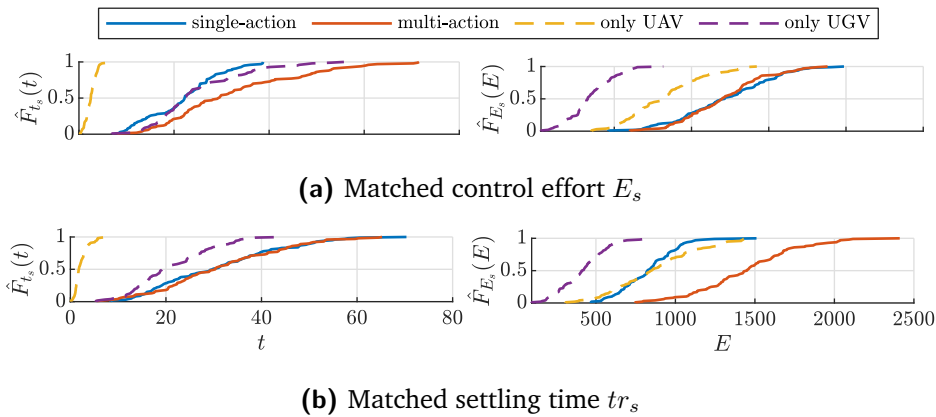 single-action multi-action only UAV only UGV
1
0.5
0
F̂_{t_s}(t)
1
0.5
0
F̂_{E_s}(E)
(a) Matched control effort E_s
1
0.5
0
F̂_{t_s}(t)
0 20 40 60 80
t
1
0.5
0
F̂_{E_s}(E)
500 1000 1500 2000 2500
E
(b) Matched settling time tr_s